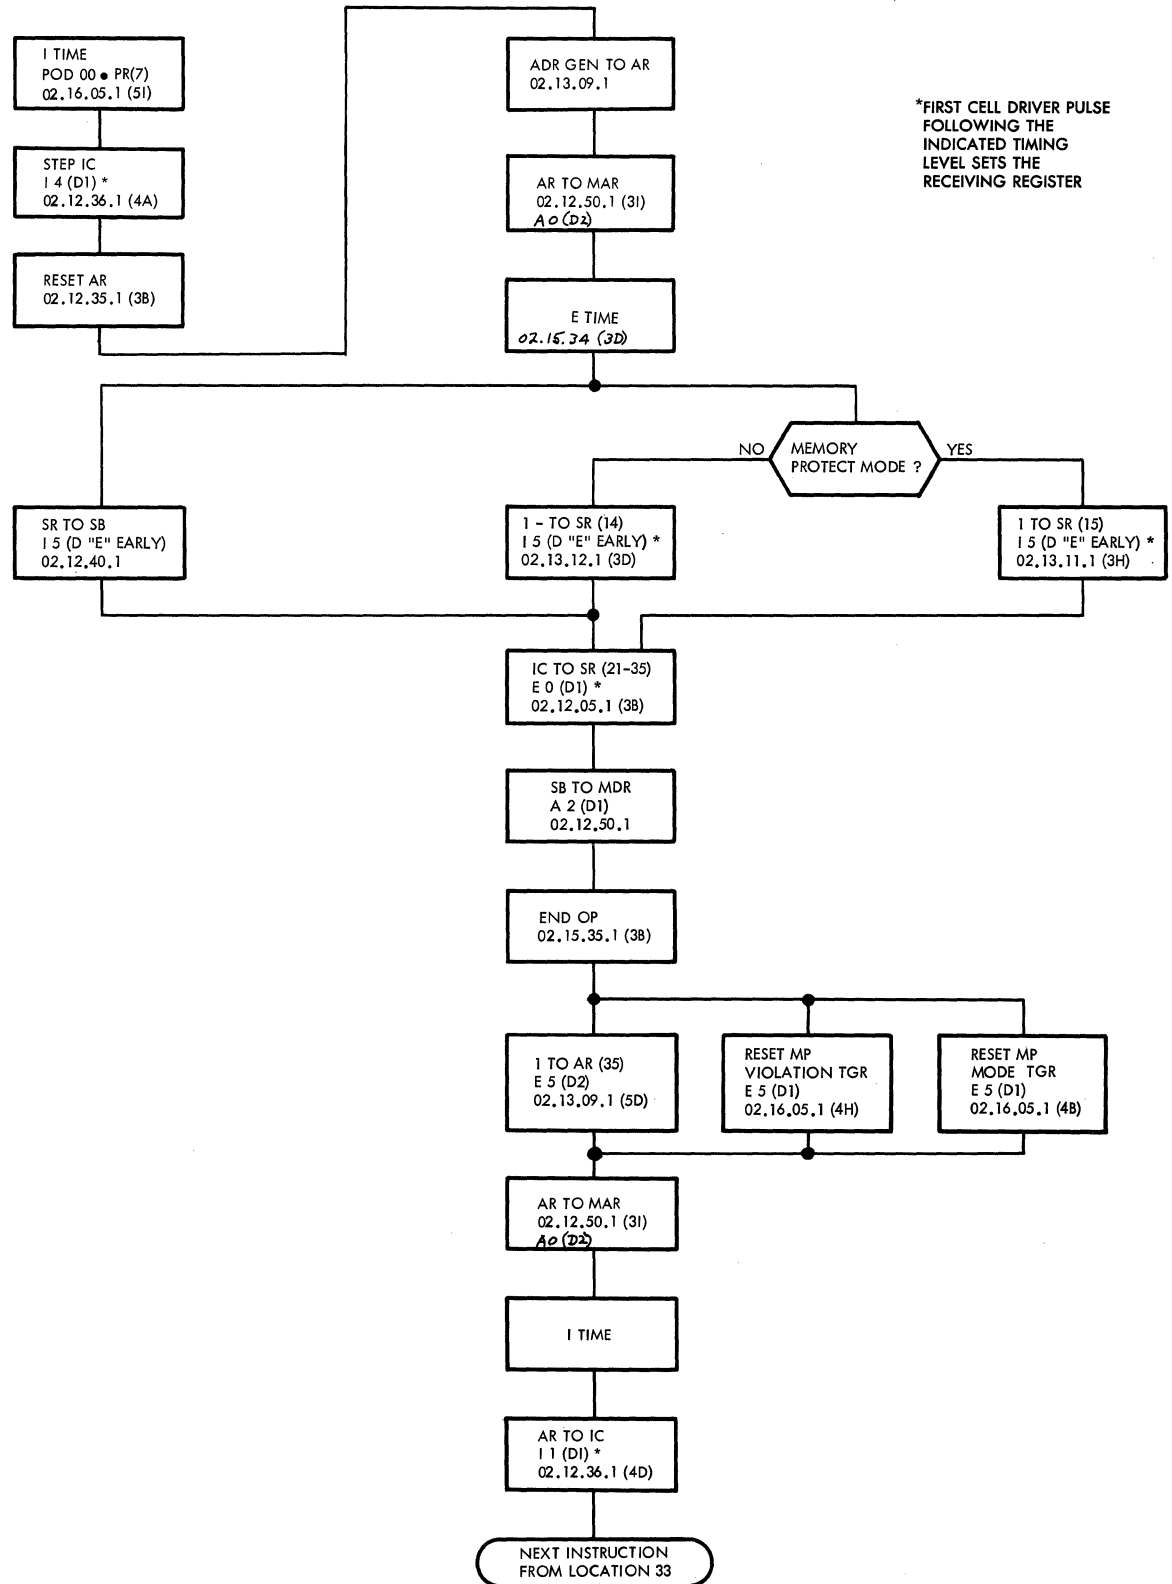 I TIME
POD 00 ● PR(7)
02.16.05.1 (5I)
STEP IC
I 4 (D1) *
02.12.36.1 (4A)
RESET AR
02.12.35.1 (3B)
ADR GEN TO AR
02.13.09.1
AR TO MAR
02.12.50.1 (3I)
A0 (D2)
E TIME
02.15.34 (3D)
*FIRST CELL DRIVER PULSE
FOLLOWING THE
INDICATED TIMING
LEVEL SETS THE
RECEIVING REGISTER
NO
MEMORY
PROTECT MODE ?
YES
SR TO SB
I 5 (D "E" EARLY)
02.12.40.1
1 - TO SR (14)
I 5 (D "E" EARLY) *
02.13.12.1 (3D)
1 TO SR (15)
I 5 (D "E" EARLY) *
02.13.11.1 (3H)
IC TO SR (21-35)
E 0 (D1) *
02.12.05.1 (3B)
SB TO MDR
A 2 (D1)
02.12.50.1
END OP
02.15.35.1 (3B)
1 TO AR (35)
E 5 (D2)
02.13.09.1 (5D)
RESET MP
VIOLATION TGR
E 5 (D1)
02.16.05.1 (4H)
RESET MP
MODE TGR
E 5 (D1)
02.16.05.1 (4B)
AR TO MAR
02.12.50.1 (3I)
A0 (D2)
I TIME
AR TO IC
I 1 (DI) *
02.12.36.1 (4D)
NEXT INSTRUCTION
FROM LOCATION 33